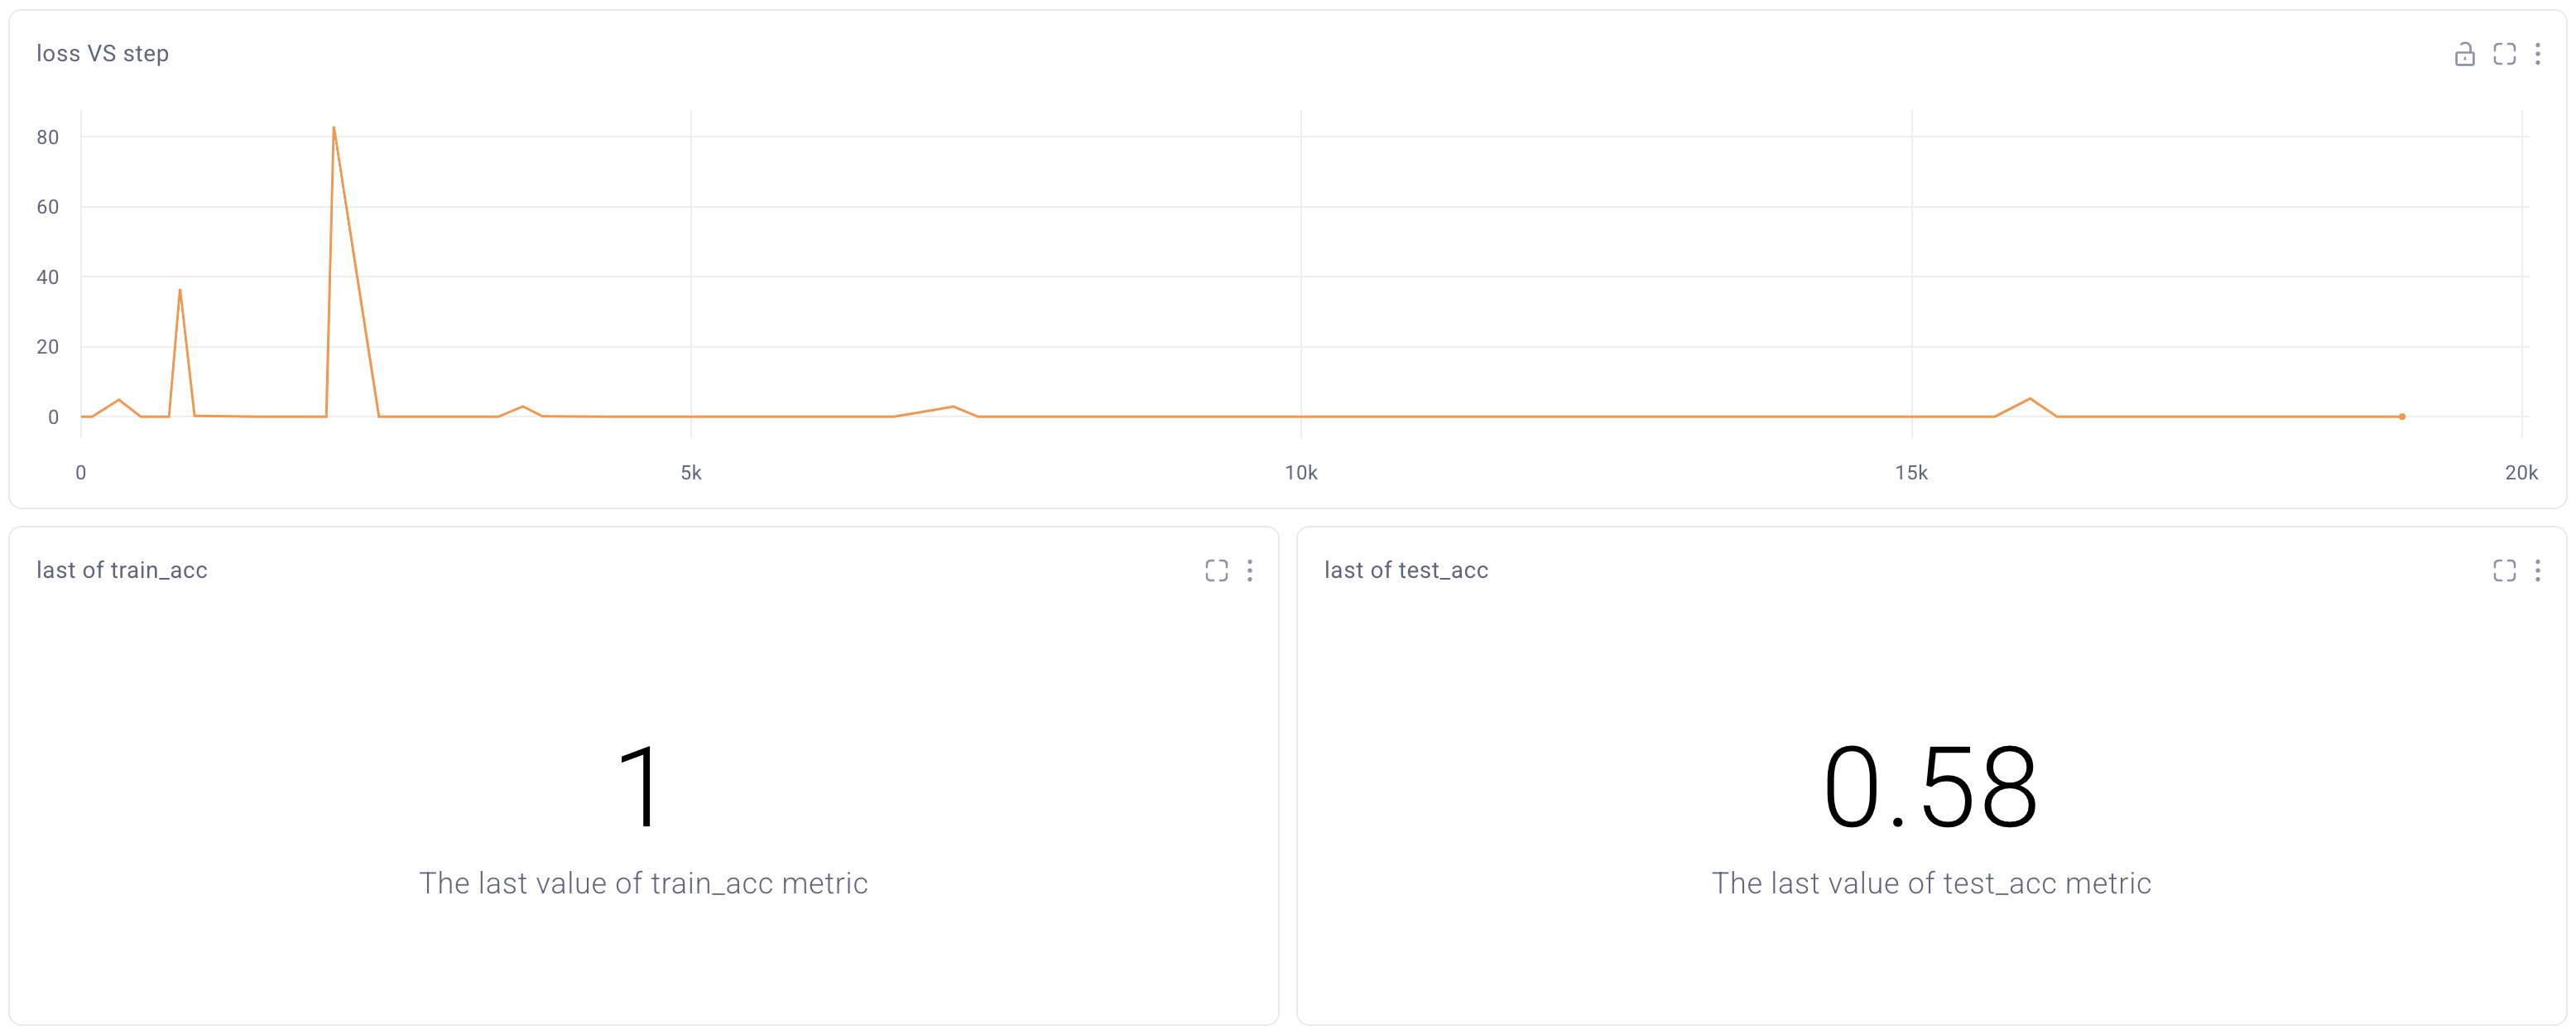 loss VS step
80
60
40
20
0
0 5k 10k 15k 20k
last of train_acc
1
The last value of train_acc metric
last of test_acc
0.58
The last value of test_acc metric